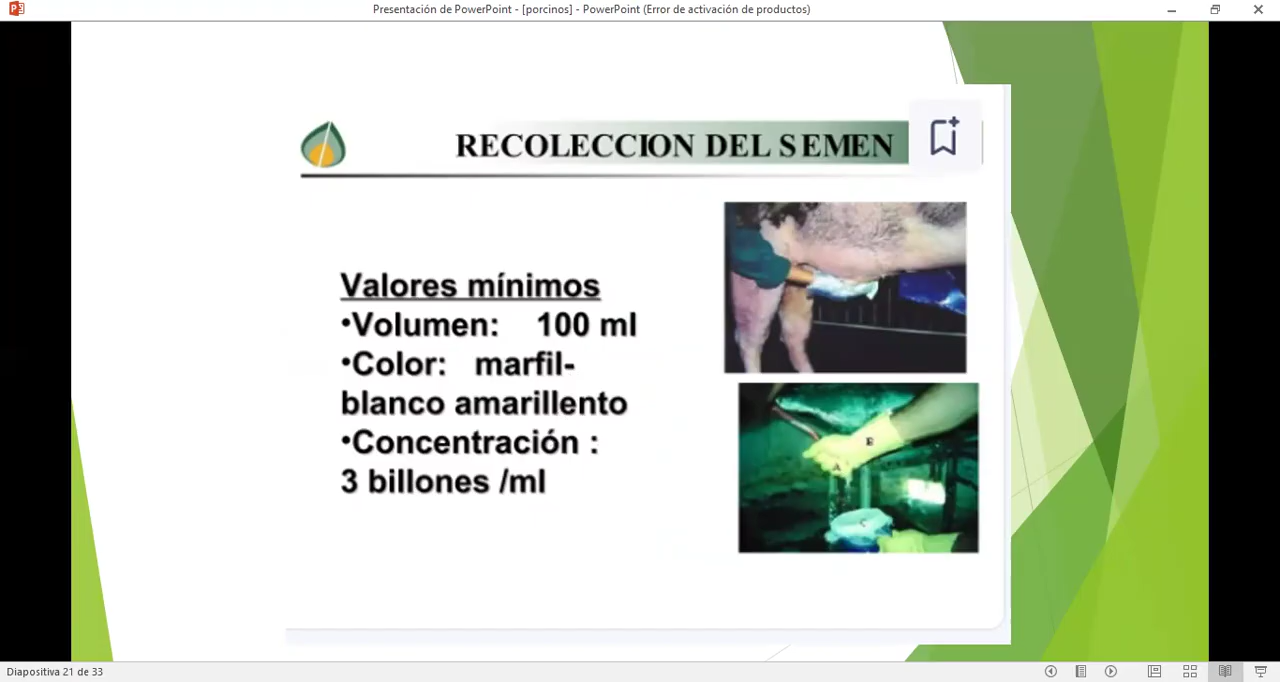 Presentación de PowerPoint - [porcinos] - PowerPoint (Error de activación de productos)
RECOLECCION DEL SEMEN
Valores mínimos
•Volumen: 100 ml
•Color: marfil-
blanco amarillento
•Concentración :
3 billones /ml
E
A
C
Diapositiva 21 de 33